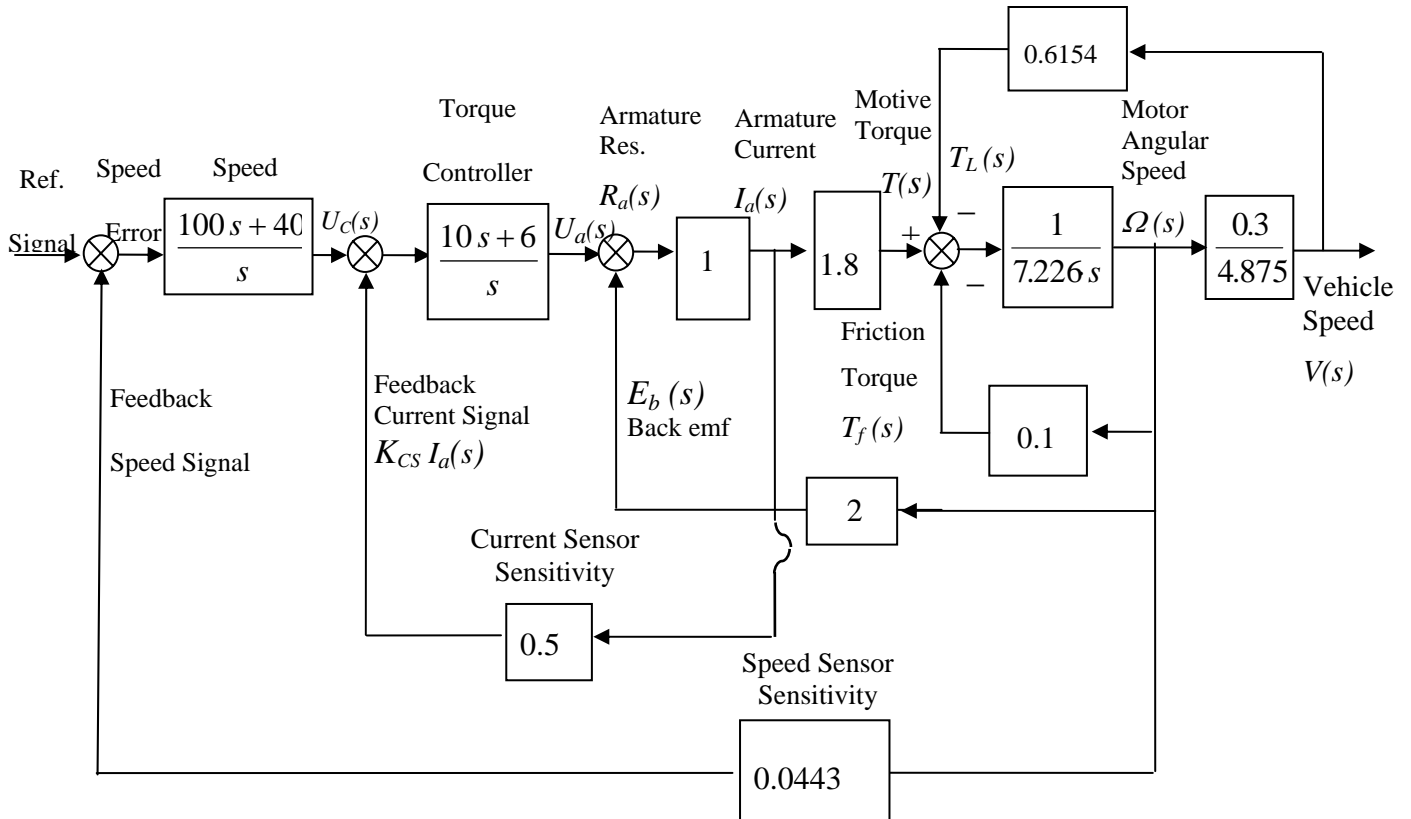 0.6154
Torque
Armature
Res.
Armature
Current
Motive
Torque
Motor
Angular
Speed
T_L(s)
Ref.
Signal
Speed
Error
Speed
Controller
R_a(s)
I_a(s)
T(s)
Ω(s)
100 s + 40
s
U_C(s)
10 s + 6
s
U_a(s)
1
1.8
+
−
−
1
7.226 s
0.3
4.875
Vehicle
Speed
V(s)
Feedback
Speed Signal
Feedback
Current Signal
K_CS I_a(s)
E_b (s)
Back emf
Friction
Torque
T_f (s)
0.1
2
Current Sensor
Sensitivity
0.5
Speed Sensor
Sensitivity
0.0443